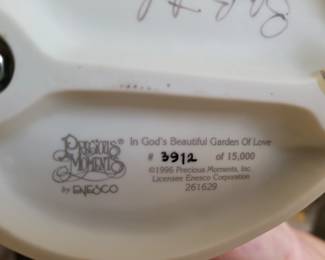 PRECIOUS
MOMENTS®
by ENESCO
In God's Beautiful Garden Of Love
# 3912 of 15,000
©1996 Precious Moments, Inc.
Licensee Enesco Corporation
261629